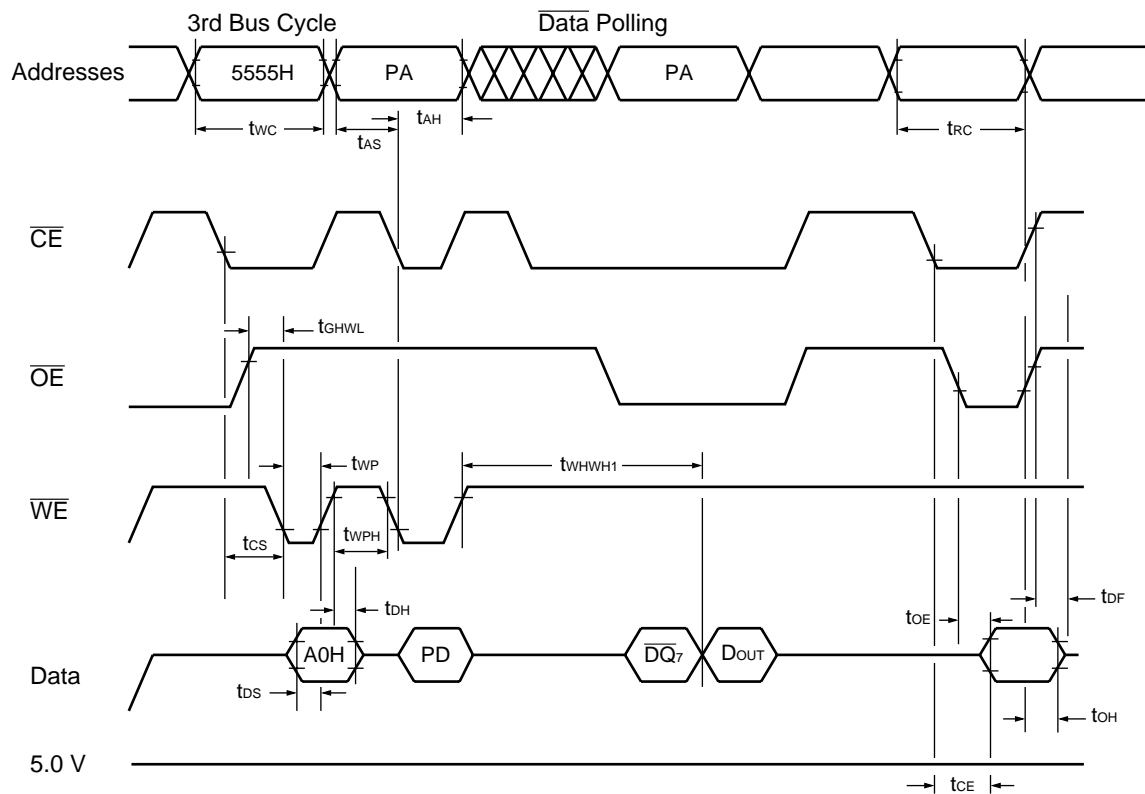 3rd Bus Cycle Data Polling
Addresses 5555H PA PA
tWC tAH tAS tRC
CE
tGHWL
OE
tWP tWHWH1
WE
tCS tWPH
tDH tOE tDF
Data A0H PD DQ7 DOUT
tDS tOH
5.0 V
tCE